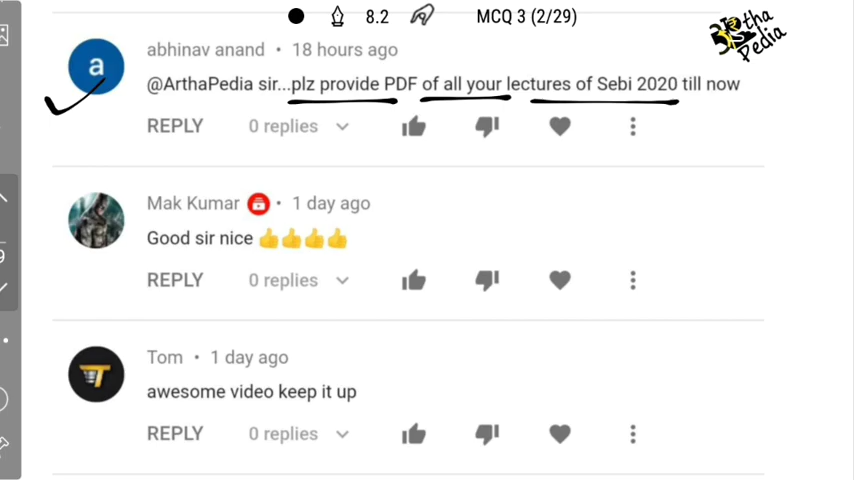 8.2 MCQ 3 (2/29)
ArthaPedia
abhinav anand • 18 hours ago
@ArthaPedia sir...plz provide PDF of all your lectures of Sebi 2020 till now
REPLY 0 replies
Mak Kumar • 1 day ago
Good sir nice 👍👍👍👍
REPLY 0 replies
Tom • 1 day ago
awesome video keep it up
REPLY 0 replies